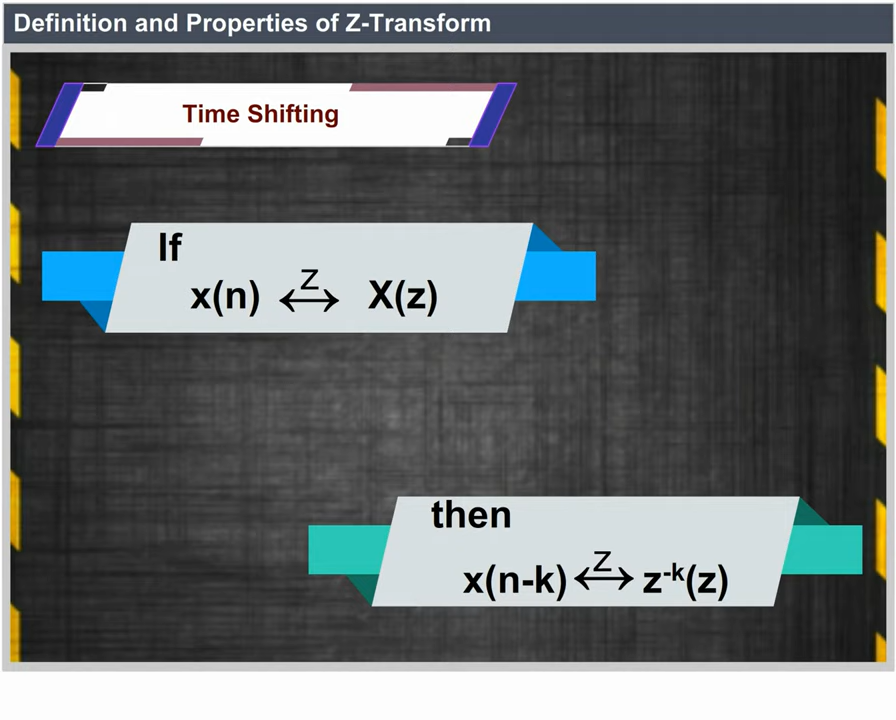 Definition and Properties of Z-Transform
Time Shifting
If
x(n) ⟷ᶻ X(z)
then
x(n-k) ⟷ᶻ z⁻ᵏ(z)